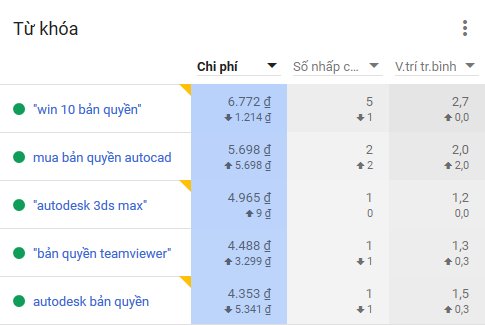 Từ khóa
Chi phí Số nhấp c... V.trí tr.bình
"win 10 bản quyền" 6.772 ₫ 5 2,7
1.214 ₫ 1 0,0
mua bản quyền autocad 5.698 ₫ 2 2,0
5.698 ₫ 2 2,0
"autodesk 3ds max" 4.965 ₫ 1 1,2
9 ₫ 0 0,0
"bản quyền teamviewer" 4.488 ₫ 1 1,3
3.299 ₫ 1 0,3
autodesk bản quyền 4.353 ₫ 1 1,5
5.341 ₫ 1 0,3